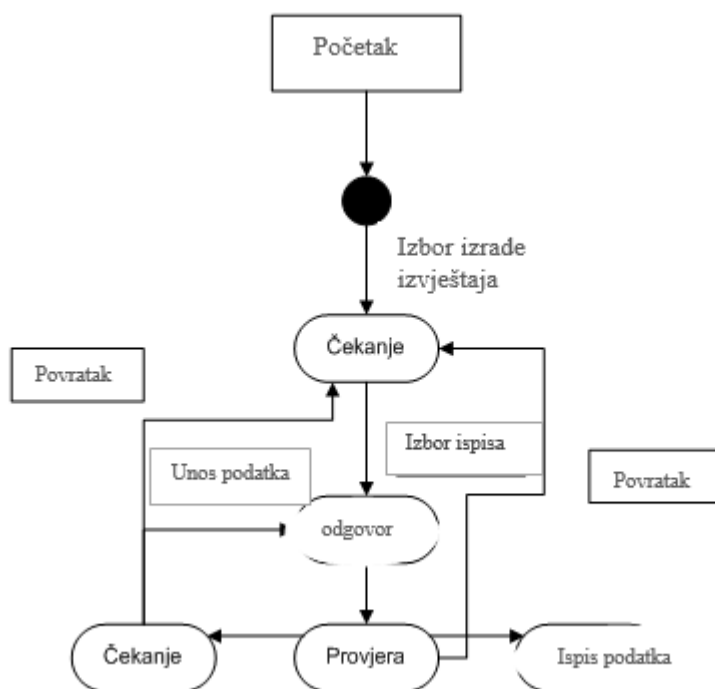 Početak
Izbor izrade
izvještaja
Čekanje
Povratak
Izbor ispisa
Unos podatka
Povratak
odgovor
Čekanje
Provjera
Ispis podatka